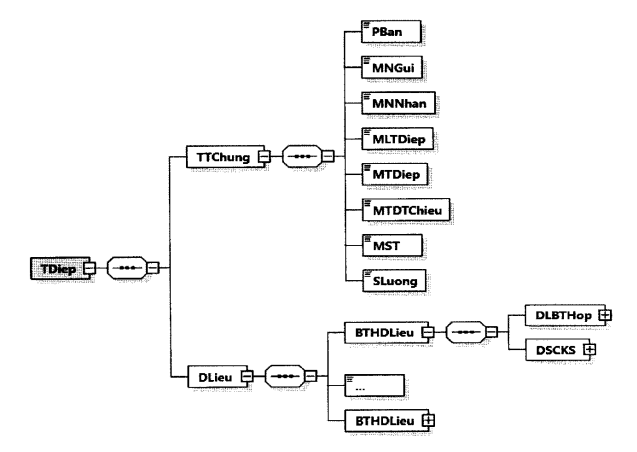 PBan
MNGui
MNNhan
MLTDiep
TTChung
MTDiep
MTDTChieu
MST
TDiep
SLuong
DLBTHop
BTHDLieu
DSCKS
DLieu
...
BTHDLieu